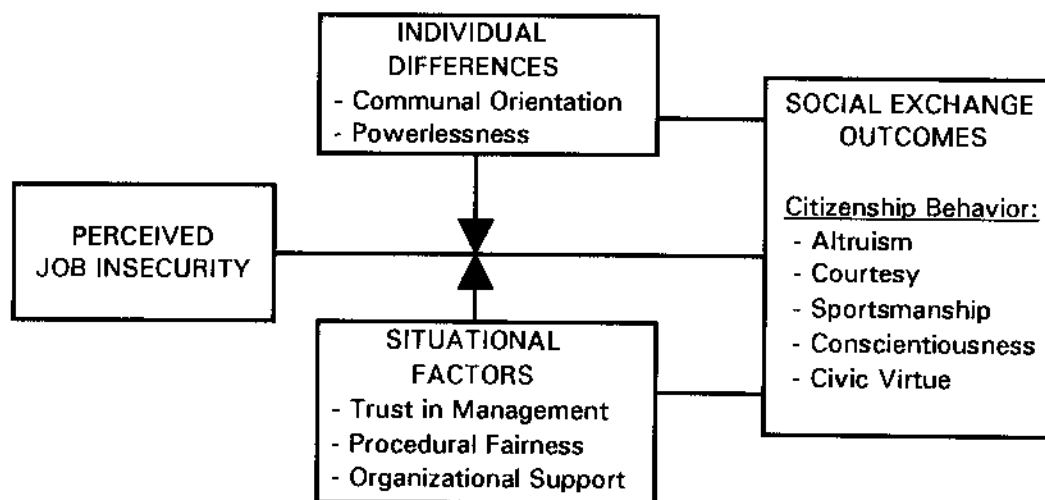 INDIVIDUAL
DIFFERENCES
- Communal Orientation
- Powerlessness
SOCIAL EXCHANGE
OUTCOMES
Citizenship Behavior:
- Altruism
- Courtesy
- Sportsmanship
- Conscientiousness
- Civic Virtue
PERCEIVED
JOB INSECURITY
SITUATIONAL
FACTORS
- Trust in Management
- Procedural Fairness
- Organizational Support